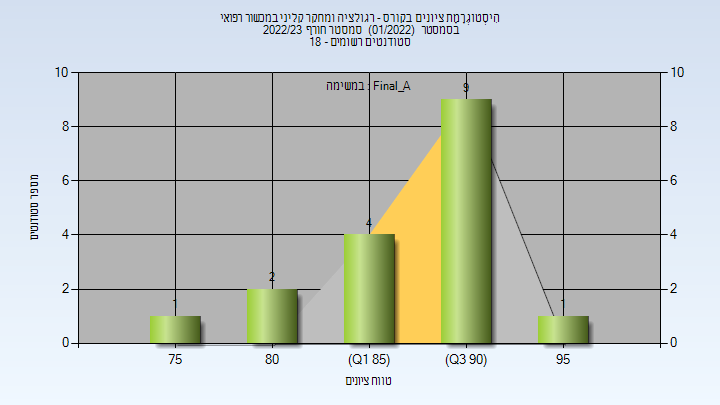 היסטוגרמת ציונים בקורס - רגולציה ומחקר קליני במכשור רפואי
בסמסטר (01/2022) סמסטר חורף 2022/23
סטודנטים רשומים - 18
במשימה : Final_A
10 10
8 8
6 6
4 4
2 2
0 0
1 2 4 9 1
75 80 (Q1 85) (Q3 90) 95
מספר סטודנטים
טווח ציונים